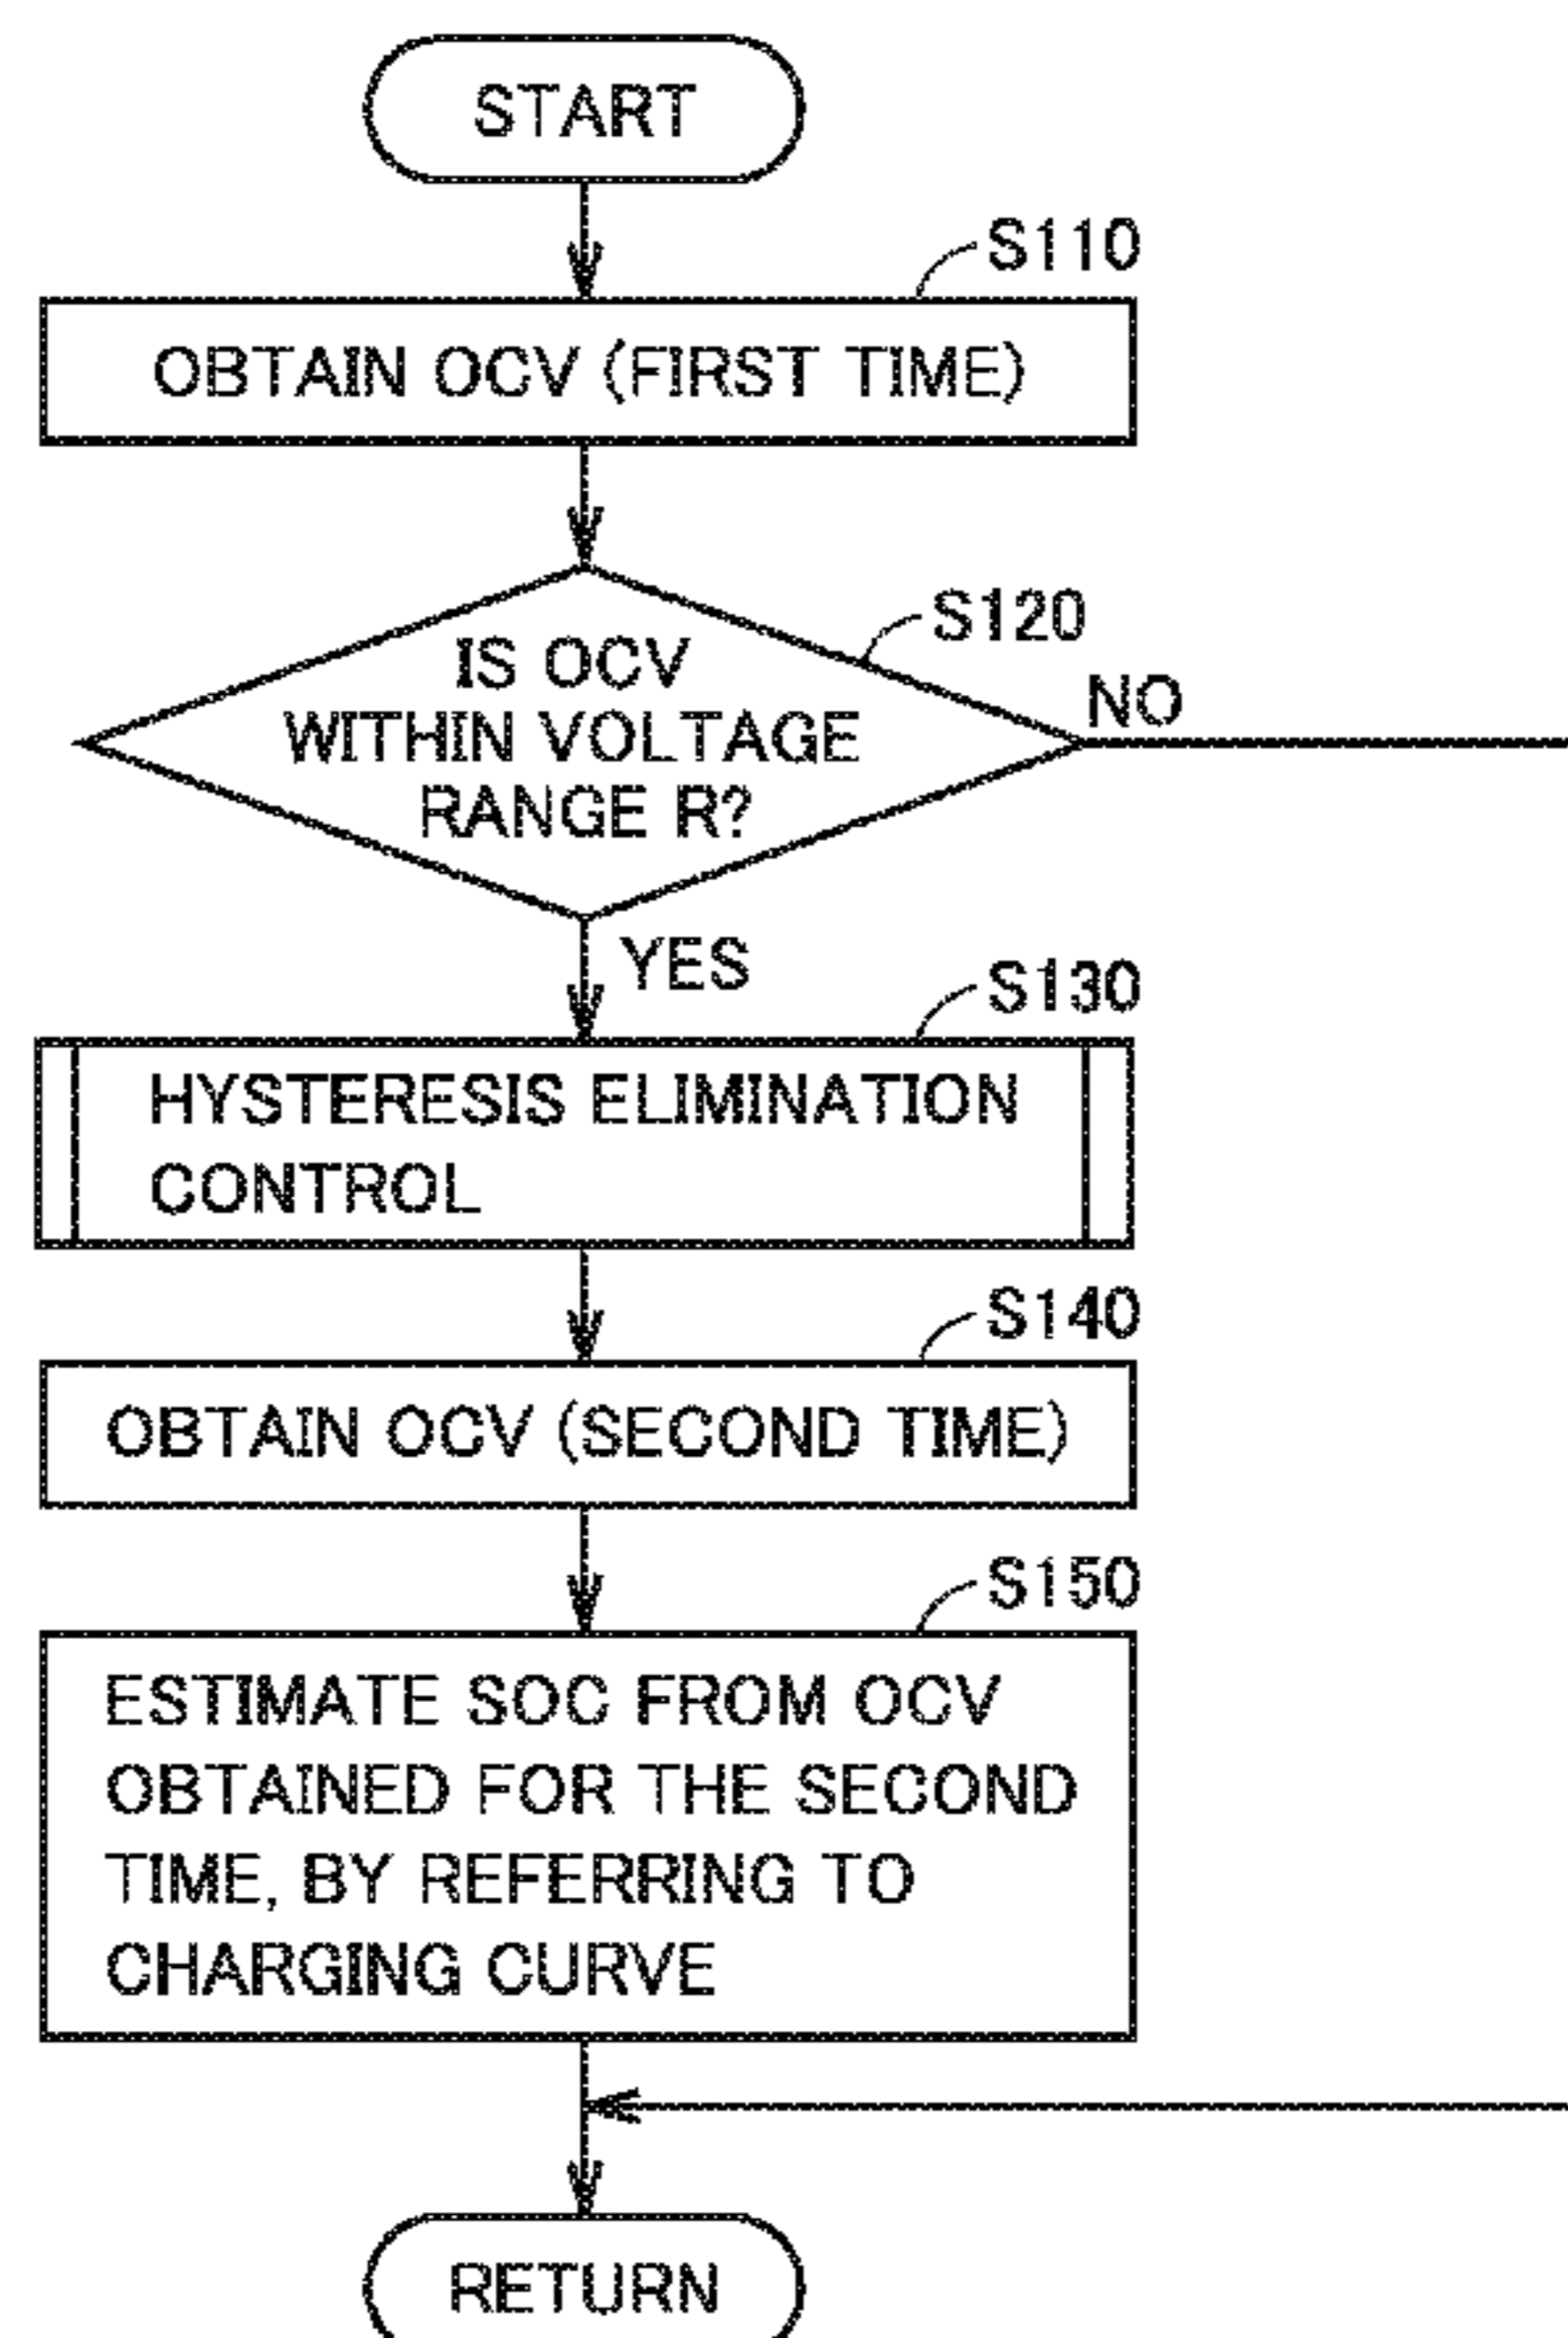 START
S110
OBTAIN OCV (FIRST TIME)
S120
IS OCV
WITHIN VOLTAGE
RANGE R?
NO
YES
S130
HYSTERESIS ELIMINATION
CONTROL
S140
OBTAIN OCV (SECOND TIME)
S150
ESTIMATE SOC FROM OCV
OBTAINED FOR THE SECOND
TIME, BY REFERRING TO
CHARGING CURVE
RETURN